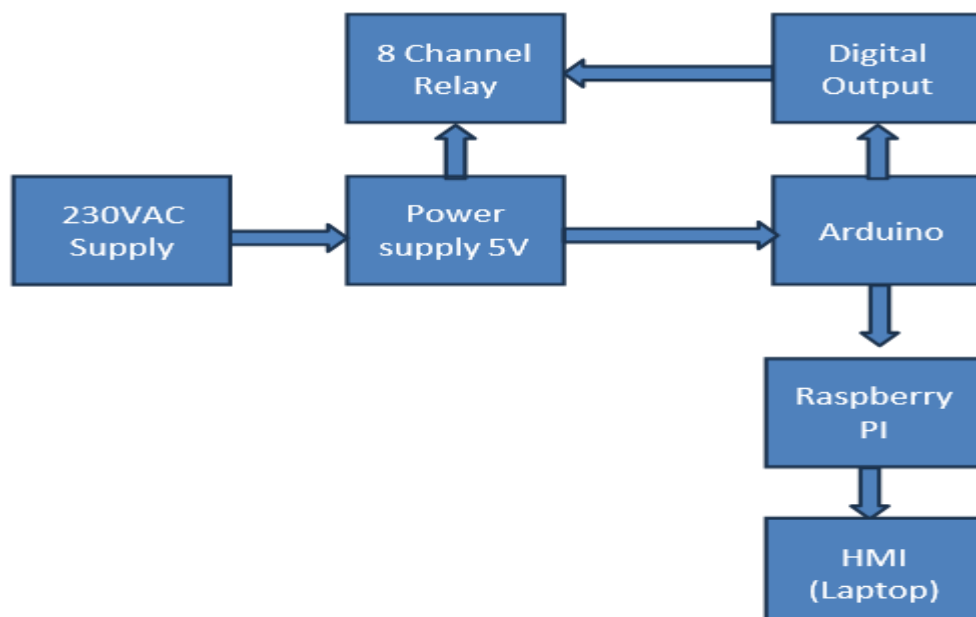 8 Channel
Relay
Digital
Output
230VAC
Supply
Power
supply 5V
Arduino
Raspberry
PI
HMI
(Laptop)